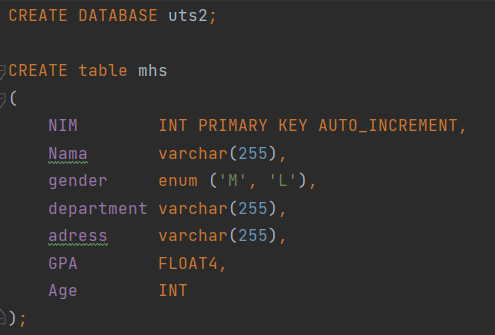 CREATE DATABASE uts2;
CREATE table mhs
(
NIM INT PRIMARY KEY AUTO_INCREMENT,
Nama varchar(255),
gender enum ('M', 'L'),
department varchar(255),
adress varchar(255),
GPA FLOAT4,
Age INT
);